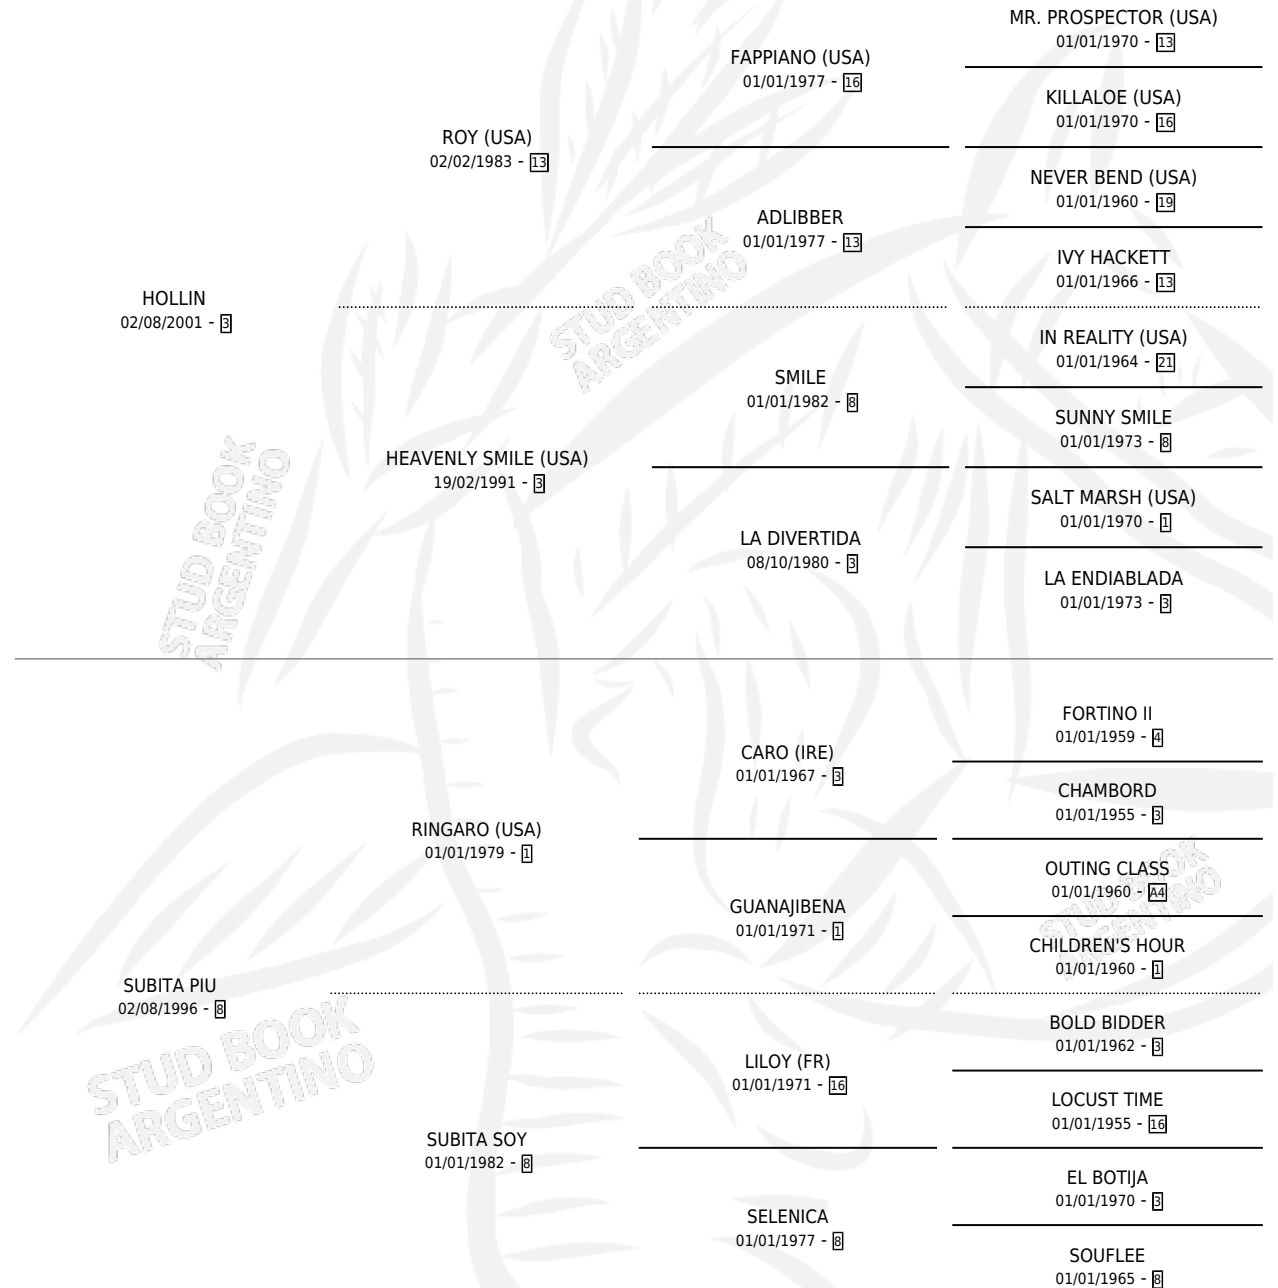 MR. PROSPECTOR (USA)
01/01/1970 - 13
FAPPIANO (USA)
01/01/1977 - 16
KILLALOE (USA)
01/01/1970 - 16
ROY (USA)
02/02/1983 - 13
NEVER BEND (USA)
01/01/1960 - 19
ADLIBBER
01/01/1977 - 13
IVY HACKETT
01/01/1966 - 13
HOLLIN
02/08/2001 - 3
IN REALITY (USA)
01/01/1964 - 21
SMILE
01/01/1982 - 8
SUNNY SMILE
01/01/1973 - 8
HEAVENLY SMILE (USA)
19/02/1991 - 3
SALT MARSH (USA)
01/01/1970 - 1
LA DIVERTIDA
08/10/1980 - 3
LA ENDIABLADA
01/01/1973 - 3
FORTINO II
01/01/1959 - 4
CARO (IRE)
01/01/1967 - 3
CHAMBORD
01/01/1955 - 3
RINGARO (USA)
01/01/1979 - 1
OUTING CLASS
01/01/1960 - A4
GUANAJIBENA
01/01/1971 - 1
CHILDREN'S HOUR
01/01/1960 - 1
SUBITA PIU
02/08/1996 - 8
BOLD BIDDER
01/01/1962 - 3
LILOY (FR)
01/01/1971 - 16
LOCUST TIME
01/01/1955 - 16
SUBITA SOY
01/01/1982 - 8
EL BOTIJA
01/01/1970 - 3
SELENICA
01/01/1977 - 8
SOUFLEE
01/01/1965 - 8
STUD BOOK
ARGENTINO
STUD BOOK
ARGENTINO
STUD BOOK
ARGENTINO
STUD BOOK
ARGENTINO